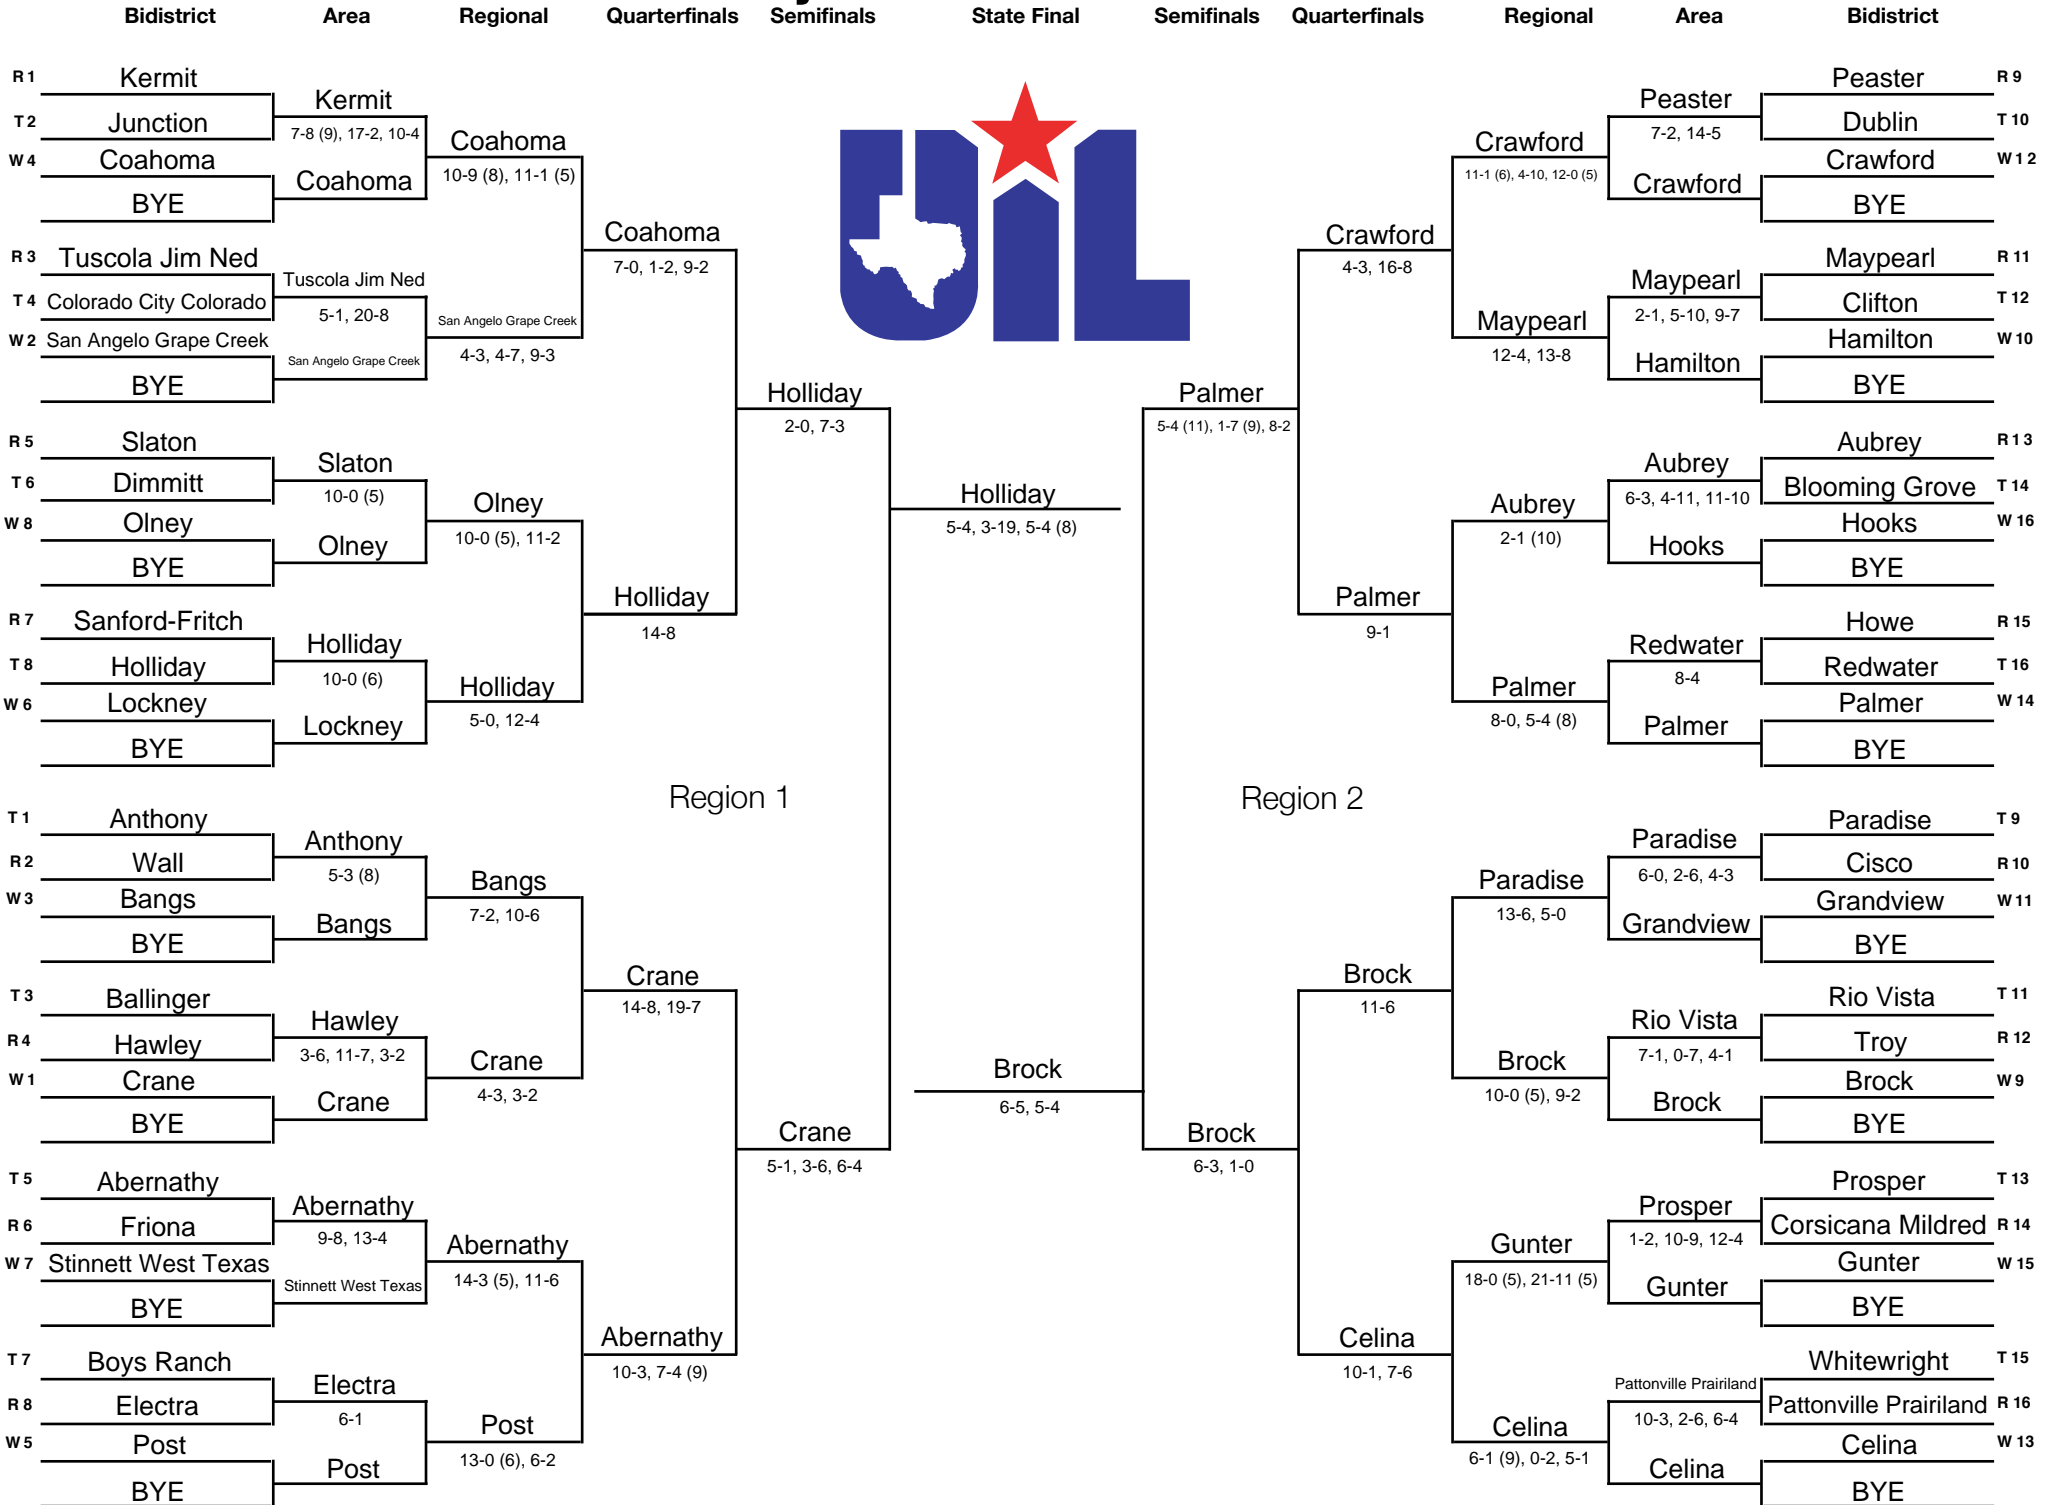 Bidistrict Area Regional Quarterfinals Semifinals State Final Semifinals Quarterfinals Regional Area Bidistrict
R 1 Kermit
Kermit
T 2 Junction
7-8 (9), 17-2, 10-4
Coahoma
W 4 Coahoma
10-9 (8), 11-1 (5)
Coahoma
BYE
Coahoma
7-0, 1-2, 9-2
R 3 Tuscola Jim Ned
Tuscola Jim Ned
T 4 Colorado City Colorado
5-1, 20-8
San Angelo Grape Creek
W 2 San Angelo Grape Creek
4-3, 4-7, 9-3
San Angelo Grape Creek
BYE
Holliday
2-0, 7-3
R 5 Slaton
Slaton
T 6 Dimmitt
10-0 (5)
Olney
W 8 Olney
10-0 (5), 11-2
Olney
BYE
Holliday
14-8
R 7 Sanford-Fritch
Holliday
T 8 Holliday
10-0 (6)
Holliday
W 6 Lockney
5-0, 12-4
Lockney
BYE
Region 1
T 1 Anthony
Anthony
R 2 Wall
5-3 (8)
Bangs
W 3 Bangs
7-2, 10-6
Bangs
BYE
Crane
14-8, 19-7
T 3 Ballinger
Hawley
R 4 Hawley
3-6, 11-7, 3-2
Crane
W 1 Crane
4-3, 3-2
Crane
BYE
Crane
5-1, 3-6, 6-4
T 5 Abernathy
Abernathy
R 6 Friona
9-8, 13-4
Abernathy
W 7 Stinnett West Texas
14-3 (5), 11-6
Stinnett West Texas
BYE
Abernathy
10-3, 7-4 (9)
T 7 Boys Ranch
Electra
R 8 Electra
6-1
Post
W 5 Post
13-0 (6), 6-2
Post
BYE
UIL
Holliday
5-4, 3-19, 5-4 (8)
Brock
6-5, 5-4
Peaster R 9
Peaster
Dublin T 10
7-2, 14-5
Crawford
Crawford W 1 2
11-1 (6), 4-10, 12-0 (5)
Crawford
BYE
Crawford
4-3, 16-8
Maypearl R 11
Maypearl
Clifton T 12
2-1, 5-10, 9-7
Maypearl
Hamilton W 10
12-4, 13-8
Hamilton
BYE
Palmer
5-4 (11), 1-7 (9), 8-2
Aubrey R 1 3
Aubrey
Blooming Grove T 14
6-3, 4-11, 11-10
Aubrey
Hooks W 16
2-1 (10)
Hooks
BYE
Palmer
9-1
Howe R 15
Redwater
Redwater T 16
8-4
Palmer
Palmer W 14
8-0, 5-4 (8)
Palmer
BYE
Region 2
Paradise T 9
Paradise
Cisco R 10
6-0, 2-6, 4-3
Paradise
Grandview W 11
13-6, 5-0
Grandview
BYE
Brock
11-6
Rio Vista T 11
Rio Vista
Troy R 12
7-1, 0-7, 4-1
Brock
Brock W 9
10-0 (5), 9-2
Brock
BYE
Brock
6-3, 1-0
Prosper T 13
Prosper
Corsicana Mildred R 14
1-2, 10-9, 12-4
Gunter
Gunter W 15
18-0 (5), 21-11 (5)
Gunter
BYE
Celina
10-1, 7-6
Whitewright T 15
Pattonville Prairiland
Pattonville Prairiland R 16
10-3, 2-6, 6-4
Celina
Celina W 13
6-1 (9), 0-2, 5-1
Celina
BYE